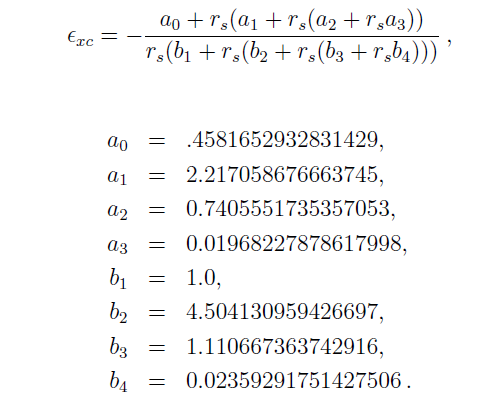 ϵ_xc = − (a_0 + r_s(a_1 + r_s(a_2 + r_s a_3))) / (r_s(b_1 + r_s(b_2 + r_s(b_3 + r_s b_4)))) ,
a_0 = .4581652932831429,
a_1 = 2.217058676663745,
a_2 = 0.7405551735357053,
a_3 = 0.01968227878617998,
b_1 = 1.0,
b_2 = 4.504130959426697,
b_3 = 1.110667363742916,
b_4 = 0.02359291751427506 .